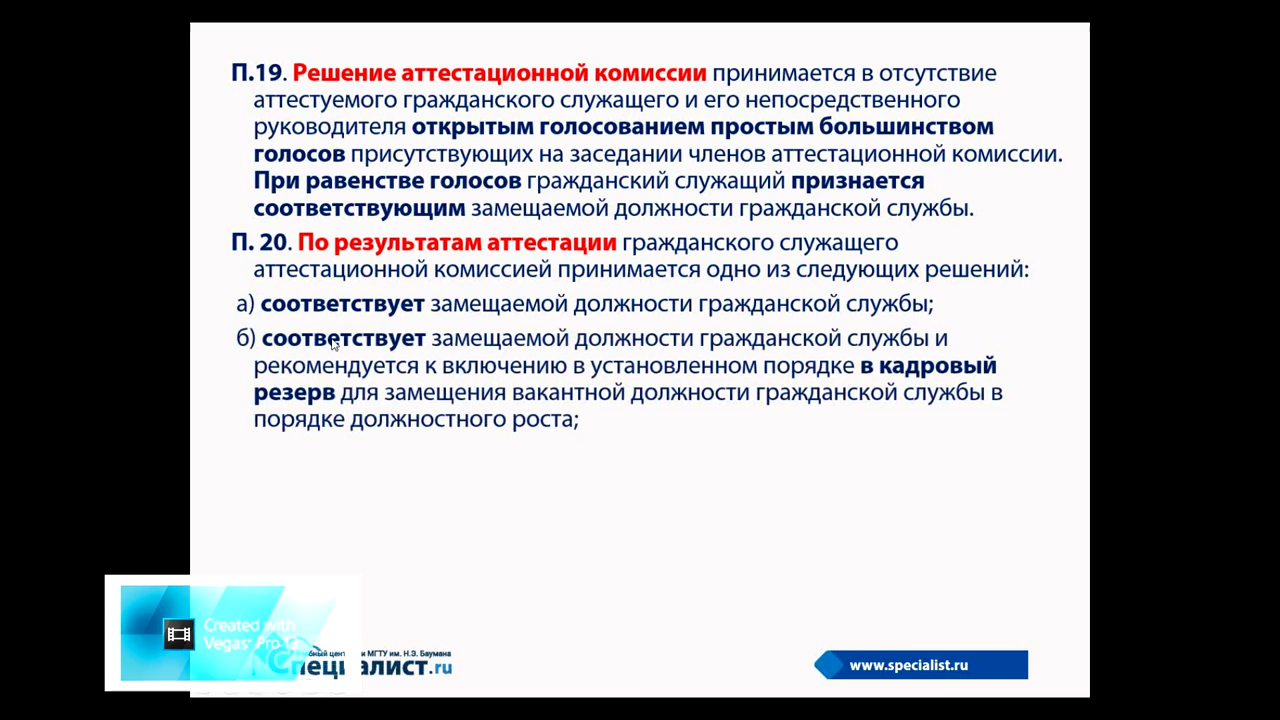 П.19. Решение аттестационной комиссии принимается в отсутствие
аттестуемого гражданского служащего и его непосредственного
руководителя открытым голосованием простым большинством
голосов присутствующих на заседании членов аттестационной комиссии.
При равенстве голосов гражданский служащий признается
соответствующим замещаемой должности гражданской службы.
П. 20. По результатам аттестации гражданского служащего
аттестационной комиссией принимается одно из следующих решений:
а) соответствует замещаемой должности гражданской службы;
б) соответствует замещаемой должности гражданской службы и
рекомендуется к включению в установленном порядке в кадровый
резерв для замещения вакантной должности гражданской службы в
порядке должностного роста;
Created with
Vegas Pro
МГТУ им. Н.Э. Баумана
Специалист.ru
www.specialist.ru